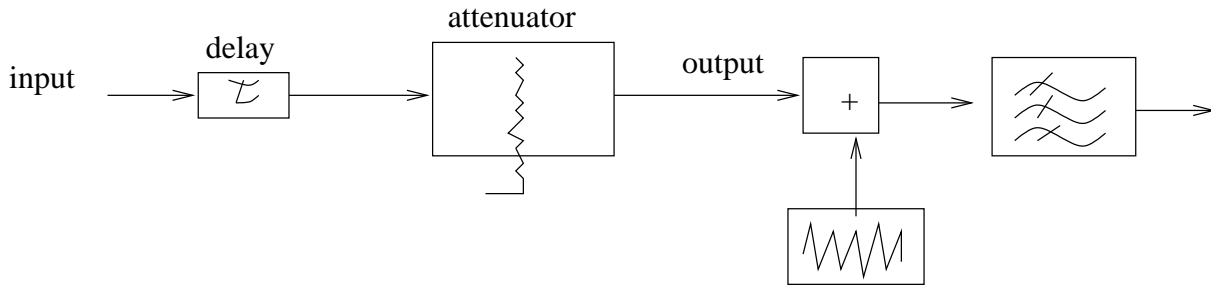 attenuator
delay
input
output
τ
+